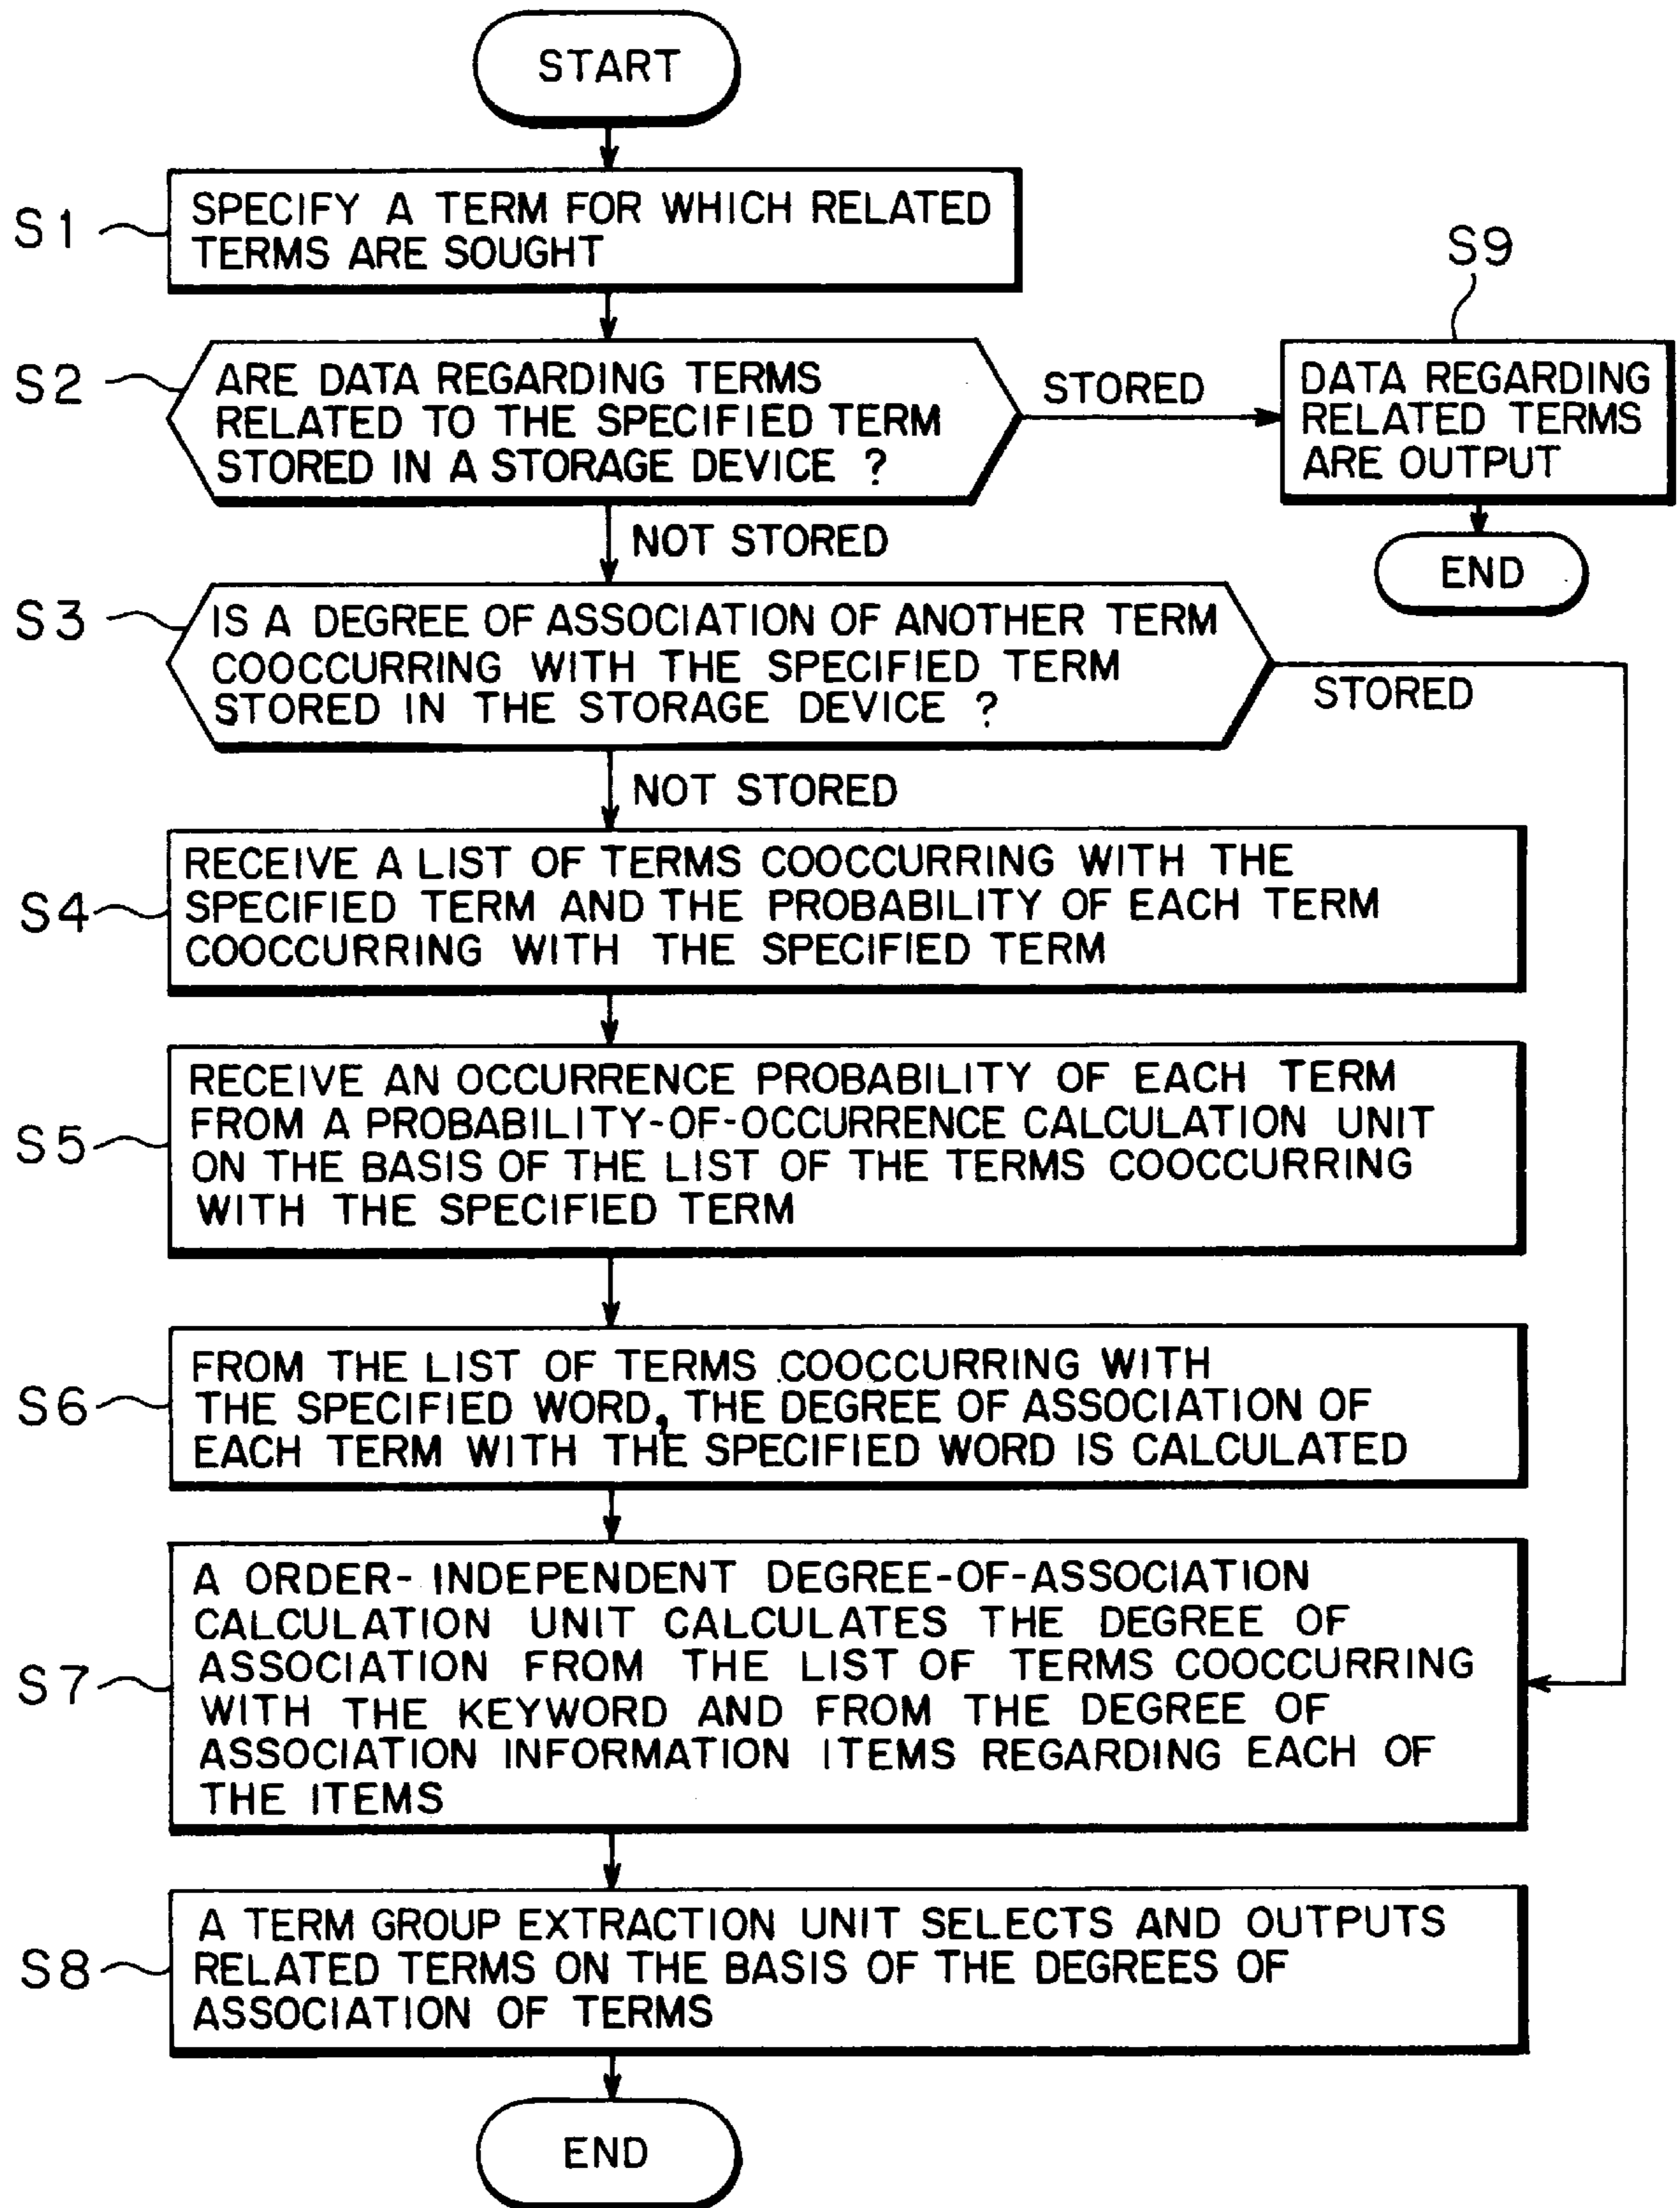 START
S1
SPECIFY A TERM FOR WHICH RELATED
TERMS ARE SOUGHT
S9
S2
ARE DATA REGARDING TERMS
RELATED TO THE SPECIFIED TERM
STORED IN A STORAGE DEVICE ?
STORED
DATA REGARDING
RELATED TERMS
ARE OUTPUT
NOT STORED
END
S3
IS A DEGREE OF ASSOCIATION OF ANOTHER TERM
COOCCURRING WITH THE SPECIFIED TERM
STORED IN THE STORAGE DEVICE ?
STORED
NOT STORED
S4
RECEIVE A LIST OF TERMS COOCCURRING WITH THE
SPECIFIED TERM AND THE PROBABILITY OF EACH TERM
COOCCURRING WITH THE SPECIFIED TERM
S5
RECEIVE AN OCCURRENCE PROBABILITY OF EACH TERM
FROM A PROBABILITY-OF-OCCURRENCE CALCULATION UNIT
ON THE BASIS OF THE LIST OF THE TERMS COOCCURRING
WITH THE SPECIFIED TERM
S6
FROM THE LIST OF TERMS COOCCURRING WITH
THE SPECIFIED WORD, THE DEGREE OF ASSOCIATION OF
EACH TERM WITH THE SPECIFIED WORD IS CALCULATED
S7
A ORDER- INDEPENDENT DEGREE-OF-ASSOCIATION
CALCULATION UNIT CALCULATES THE DEGREE OF
ASSOCIATION FROM THE LIST OF TERMS COOCCURRING
WITH THE KEYWORD AND FROM THE DEGREE OF
ASSOCIATION INFORMATION ITEMS REGARDING EACH OF
THE ITEMS
S8
A TERM GROUP EXTRACTION UNIT SELECTS AND OUTPUTS
RELATED TERMS ON THE BASIS OF THE DEGREES OF
ASSOCIATION OF TERMS
END